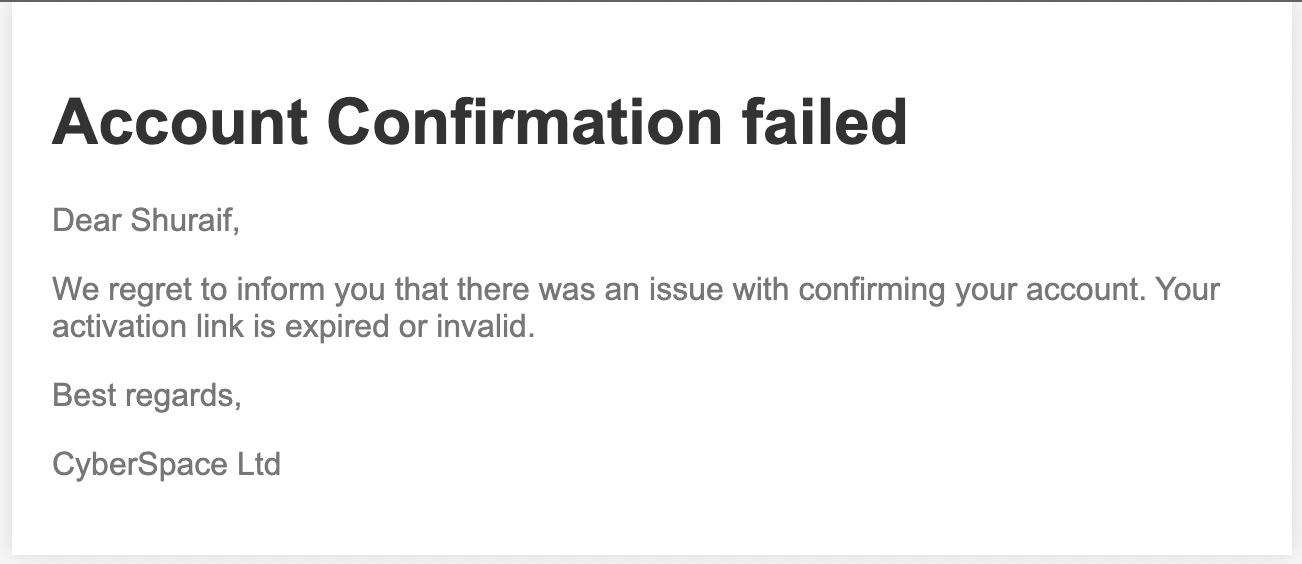 Account Confirmation failed
Dear Shuraif,
We regret to inform you that there was an issue with confirming your account. Your
activation link is expired or invalid.
Best regards,
CyberSpace Ltd